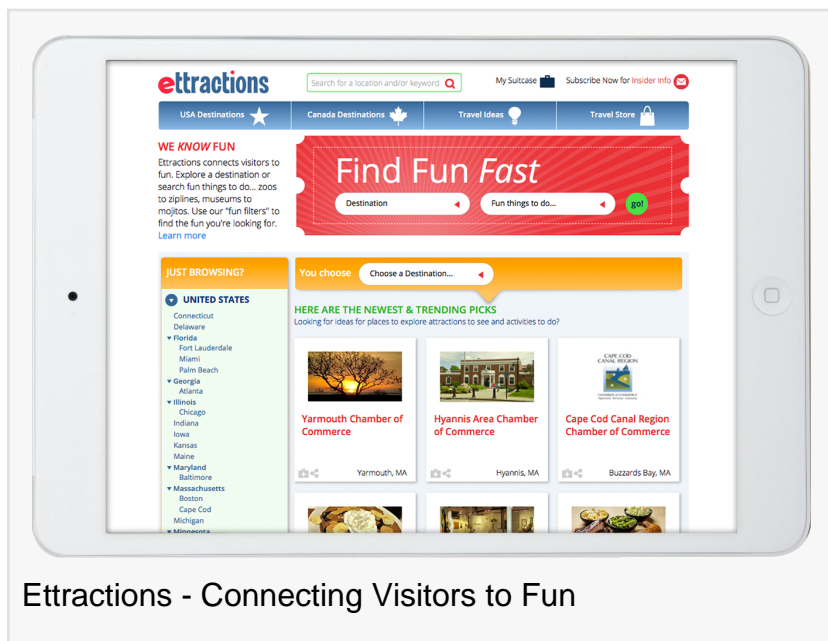 ettractions
Search for a location and/or keyword
My Suitcase
Subscribe Now for Insider Info
USA Destinations
Canada Destinations
Travel Ideas
Travel Store
WE KNOW FUN
Ettractions connects visitors to
fun. Explore a destination or
search fun things to do... zoos
to ziplines, museums to
mojitos. Use our "fun filters" to
find the fun you're looking for.
Learn more
Find Fun Fast
Destination
Fun things to do...
go!
JUST BROWSING?
UNITED STATES
Connecticut
Delaware
Florida
Fort Lauderdale
Miami
Palm Beach
Georgia
Atlanta
Illinois
Chicago
Indiana
Iowa
Kansas
Maine
Maryland
Baltimore
Massachusetts
Boston
Cape Cod
Michigan
Minnesota
You choose
Choose a Destination...
HERE ARE THE NEWEST & TRENDING PICKS
Looking for ideas for places to explore attractions to see and activities to do?
Yarmouth Chamber of
Commerce
Yarmouth, MA
Hyannis Area Chamber
of Commerce
Hyannis, MA
CAPE COD
CANAL REGION
Cape Cod Canal Region
Chamber of Commerce
Buzzards Bay, MA
Ettractions - Connecting Visitors to Fun